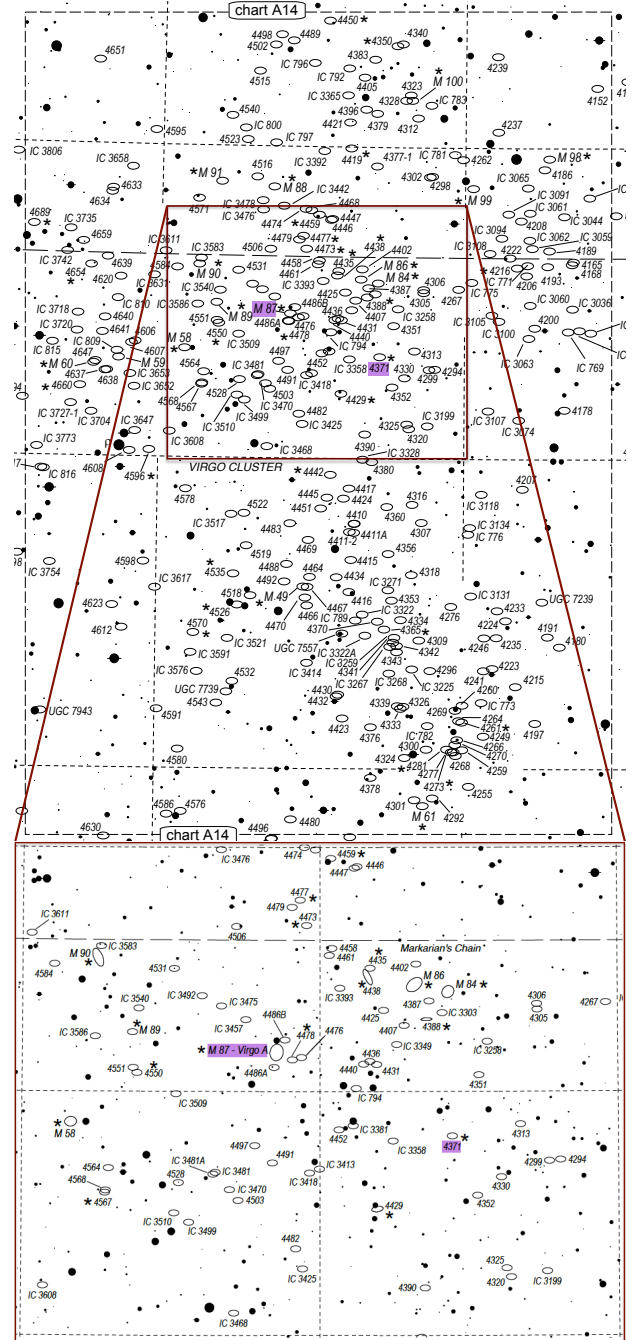 chart A14
4450 *
4651
4498 4489
4502
4350 * 4340
4383
4239
IC 796 IC 792
4515
4405
4323 * M 100
4152
IC 3365
4328
IC 783
4540
4396
4595
IC 800
4421
4379
4312
4237
4523
IC 797
IC 3806
IC 3658
IC 3392
4419 *
4377-1
IC 781
4262
M 98 *
* M 91
4516
4186
4633
M 88
4302 4298
IC 3065
4634
IC 3442
* M 99
IC 3091
4571
IC 3478
4468
IC 3061
4689 *
IC 3735
IC 3476
4447
4208
IC 3044
4474 * 4459
4446
IC 3094
4659
IC 3611
4479 4477 *
4438
IC 3062 IC 3059
IC 3742
IC 3583
4506
4473 * *
4402
IC 3108
4222
4189
4639
4584
M 90
4458
4435
M 86 *
* 4216
4165
4654 *
4620
IC 3631
4531
4461
M 84 *
IC 771
4206
4193
4168
IC 3540
IC 3393
4387
4306
4267
IC 775
IC 810
IC 3586
M 87 *
4425
4388 *
4305
IC 3060
IC 3036
IC 3718
4640
4551
M 89
4486B
4436
4407
IC 3258
IC 3105
IC 3720
4641
4606
M 58
4550
4486A
4476
4431
4351
IC 3100
4200
IC 815
IC 809
4607
IC 3509
4478
4440
IC 3063
IC 769
* M 60
4647
M 59
4564
4497
4452
IC 794
4313
4637
4638
IC 3653
IC 3481
IC 3358
4371
4330
4294
* 4660
IC 3652
4568
4491
IC 3418
4299
4567
4528
4503
4429 *
4352
IC 3727-1
IC 3470
4178
IC 3704
IC 3510
IC 3499
4482
IC 3647
IC 3608
IC 3425
4325
IC 3199
IC 3107
IC 3074
IC 3773
4390
4320
IC 3468
IC 3328
IC 816
4608
4596 *
VIRGO CLUSTER
* 4442
4380
4578
4445
4417
4207
4451
4424
4316
IC 3118
IC 3517
4522
4410
4360
4483
4307
IC 3134
4411A
IC 776
4519
4469
4411-2
4356
IC 3754
4598
4488
4415
IC 3617
* 4535
4492
4464
4434
IC 3271
4318
4623
4518
* M 49
4416
4353
IC 3131
UGC 7239
4526
4467
IC 3322
4276
4233
4612
4466
IC 789
4334
4224
4570
4470
4370
4365
4309
4191
IC 3521
UGC 7557
4246
4235
4180
* IC 3591
IC 3322A
4342
IC 3259
4341
4343
IC 3576
IC 3414
4296
4223
4532
IC 3267
IC 3268
IC 3225
4241
4215
UGC 7739
4430
4260
UGC 7943
4543
4432
4339
4326
4269
IC 773
4591
4264
4423
4333
4261 *
4197
4376
IC 782
4249
4580
4300
4266
4324
4270
4281
4268
4259
4277
4378
4273 *
4255
4586 4576
4301
4480
M 61
4292
*
4630
4496
chart A14
IC 3476
4474
4459 *
4447
4446
4477 *
4479
IC 3611
4473 *
4506
IC 3583
4458
Markarian's Chain
M 90 *
4461
4435 *
4402
4584
4531
M 86 *
M 84 *
IC 3492
IC 3393
4438
IC 3540
IC 3475
4387
IC 3303
4306
4267
4425
4305
IC 3586
* M 89
IC 3457
4486B
4407
4388 *
4478
4476
IC 3349
IC 3258
* M 87 - Virgo A
4436
4551
4550 *
4486A
4440
4431
4351
IC 794
IC 3509
*
M 58
IC 3381
4452
4497
IC 3358
4371 *
4313
IC 3481A
4564
4491
IC 3413
4299
4294
4568
4528
IC 3481
IC 3418
4330
* 4567
IC 3470
4503
4352
4429 *
IC 3510
IC 3499
4482
IC 3425
4325
4320
IC 3199
IC 3608
4390
IC 3468